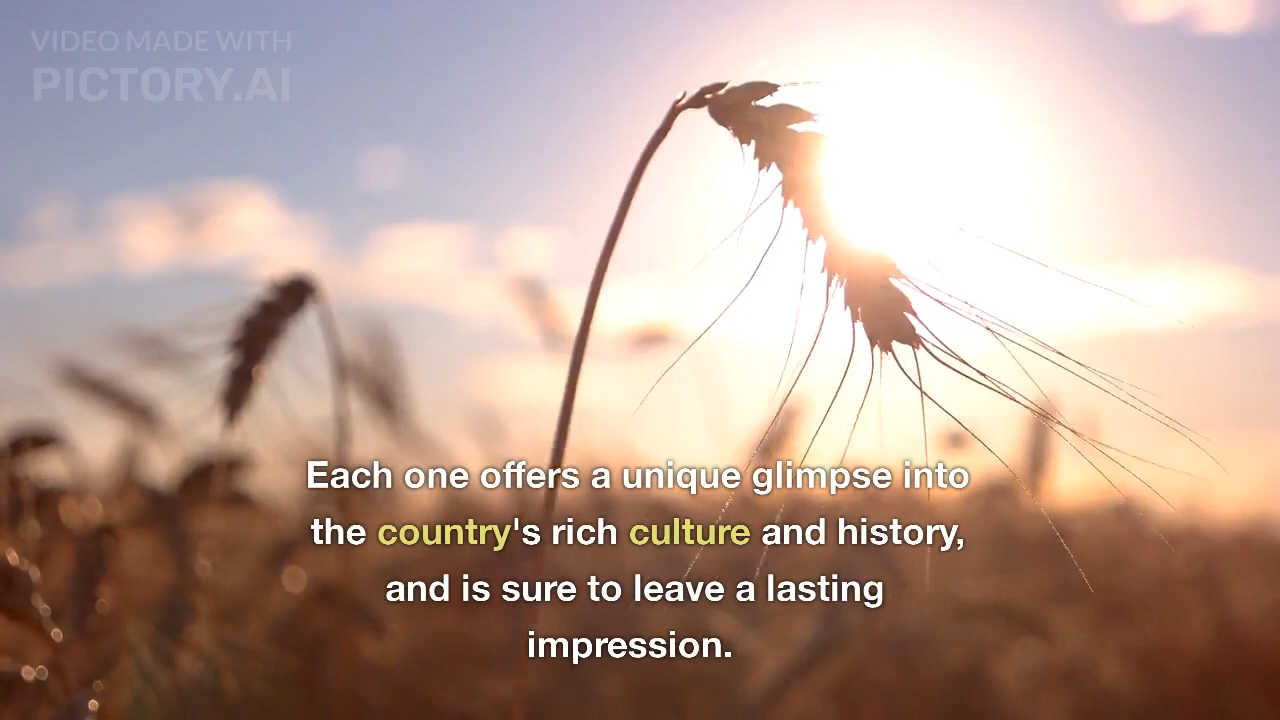 VIDEO MADE WITH
PICTORY.AI
Each one offers a unique glimpse into
the country's rich culture and history,
and is sure to leave a lasting
impression.